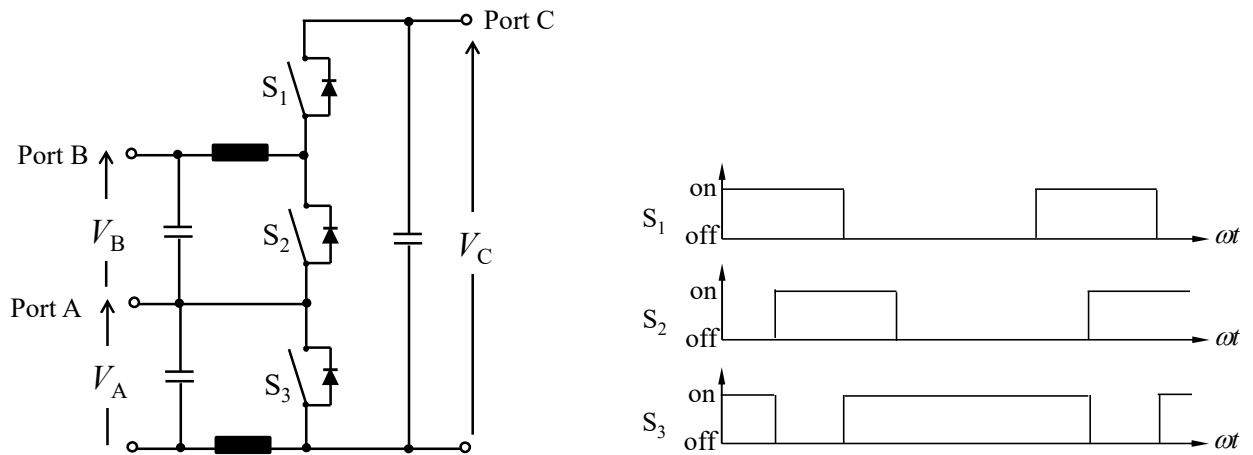 Port C
S1
Port B
VB
S2
VC
Port A
VA
S3
on
S1
off
ωt
on
S2
off
ωt
on
S3
off
ωt